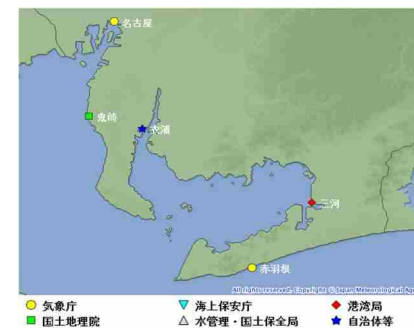 名古屋
鬼崎
衣浦
三河
赤羽根
All rights reserved. Copyright © Japan Meteorological Age
気象庁 海上保安庁 港湾局
国土地理院 水管理・国土保全局 自治体等